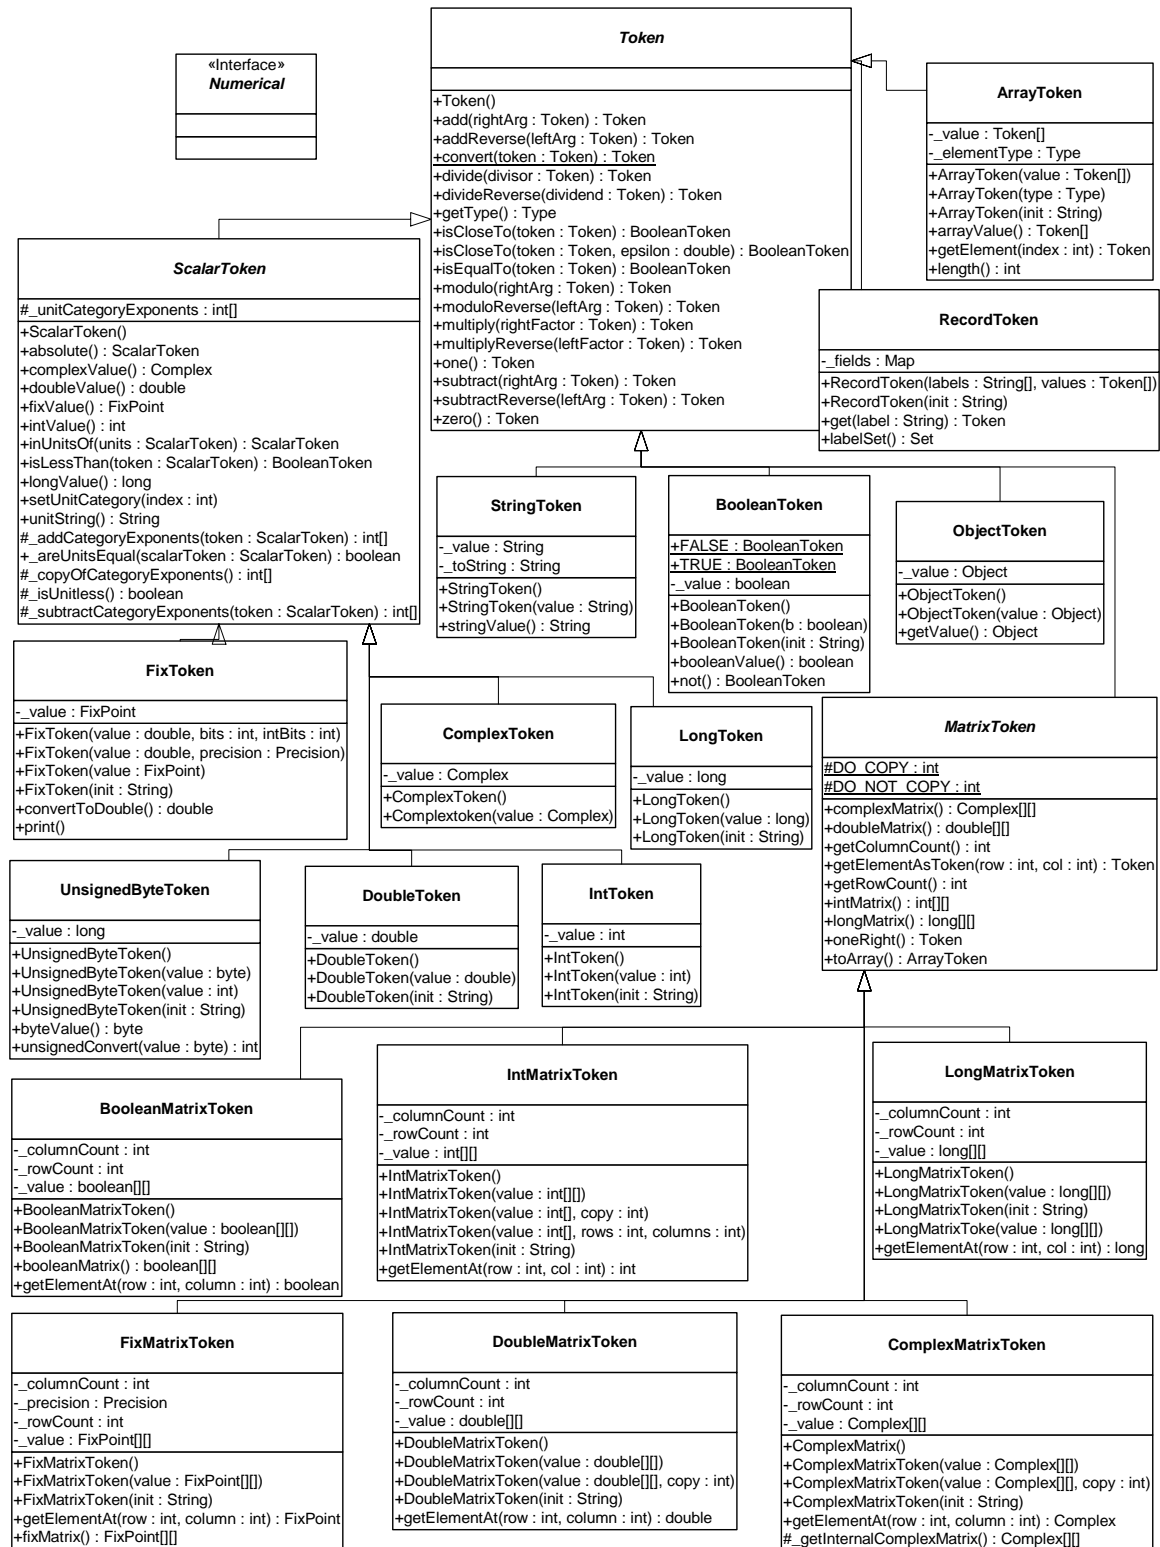 «Interface»
Numerical
Token
+Token()
+add(rightArg : Token) : Token
+addReverse(leftArg : Token) : Token
+convert(token : Token) : Token
+divide(divisor : Token) : Token
+divideReverse(dividend : Token) : Token
+getType() : Type
+isCloseTo(token : Token) : BooleanToken
+isCloseTo(token : Token, epsilon : double) : BooleanToken
+isEqualTo(token : Token) : BooleanToken
+modulo(rightArg : Token) : Token
+moduloReverse(leftArg : Token) : Token
+multiply(rightFactor : Token) : Token
+multiplyReverse(leftFactor : Token) : Token
+one() : Token
+subtract(rightArg : Token) : Token
+subtractReverse(leftArg : Token) : Token
+zero() : Token
ArrayToken
-_value : Token[]
-_elementType : Type
+ArrayToken(value : Token[])
+ArrayToken(type : Type)
+ArrayToken(init : String)
+arrayValue() : Token[]
+getElement(index : int) : Token
+length() : int
ScalarToken
#_unitCategoryExponents : int[]
+ScalarToken()
+absolute() : ScalarToken
+complexValue() : Complex
+doubleValue() : double
+fixValue() : FixPoint
+intValue() : int
+inUnitsOf(units : ScalarToken) : ScalarToken
+isLessThan(token : ScalarToken) : BooleanToken
+longValue() : long
+setUnitCategory(index : int)
+unitString() : String
#_addCategoryExponents(token : ScalarToken) : int[]
+_areUnitsEqual(scalarToken : ScalarToken) : boolean
#_copyOfCategoryExponents() : int[]
#_isUnitless() : boolean
#_subtractCategoryExponents(token : ScalarToken) : int[]
RecordToken
-_fields : Map
+RecordToken(labels : String[], values : Token[])
+RecordToken(init : String)
+get(label : String) : Token
+labelSet() : Set
StringToken
-_value : String
-_toString : String
+StringToken()
+StringToken(value : String)
+stringValue() : String
BooleanToken
+FALSE : BooleanToken
+TRUE : BooleanToken
-_value : boolean
+BooleanToken()
+BooleanToken(b : boolean)
+BooleanToken(init : String)
+booleanValue() : boolean
+not() : BooleanToken
ObjectToken
-_value : Object
+ObjectToken()
+ObjectToken(value : Object)
+getValue() : Object
FixToken
-_value : FixPoint
+FixToken(value : double, bits : int, intBits : int)
+FixToken(value : double, precision : Precision)
+FixToken(value : FixPoint)
+FixToken(init : String)
+convertToDouble() : double
+print()
ComplexToken
-_value : Complex
+ComplexToken()
+Complextoken(value : Complex)
LongToken
-_value : long
+LongToken()
+LongToken(value : long)
+LongToken(init : String)
MatrixToken
#DO_COPY : int
#DO_NOT_COPY : int
+complexMatrix() : Complex[][]
+doubleMatrix() : double[][]
+getColumnCount() : int
+getElementAsToken(row : int, col : int) : Token
+getRowCount() : int
+intMatrix() : int[][]
+longMatrix() : long[][]
+oneRight() : Token
+toArray() : ArrayToken
UnsignedByteToken
-_value : long
+UnsignedByteToken()
+UnsignedByteToken(value : byte)
+UnsignedByteToken(value : int)
+UnsignedByteToken(init : String)
+byteValue() : byte
+unsignedConvert(value : byte) : int
DoubleToken
-_value : double
+DoubleToken()
+DoubleToken(value : double)
+DoubleToken(init : String)
IntToken
-_value : int
+IntToken()
+IntToken(value : int)
+IntToken(init : String)
BooleanMatrixToken
-_columnCount : int
-_rowCount : int
-_value : boolean[][]
+BooleanMatrixToken()
+BooleanMatrixToken(value : boolean[][])
+BooleanMatrixToken(init : String)
+booleanMatrix() : boolean[][]
+getElementAt(row : int, column : int) : boolean
IntMatrixToken
-_columnCount : int
-_rowCount : int
-_value : int[][]
+IntMatrixToken()
+IntMatrixToken(value : int[][])
+IntMatrixToken(value : int[], copy : int)
+IntMatrixToken(value : int[], rows : int, columns : int)
+IntMatrixToken(init : String)
+getElementAt(row : int, col : int) : int
LongMatrixToken
-_columnCount : int
-_rowCount : int
-_value : long[][]
+LongMatrixToken()
+LongMatrixToken(value : long[][])
+LongMatrixToken(init : String)
+LongMatrixToke(value : long[][])
+getElementAt(row : int, col : int) : long
FixMatrixToken
-_columnCount : int
-_precision : Precision
-_rowCount : int
-_value : FixPoint[][]
+FixMatrixToken()
+FixMatrixToken(value : FixPoint[][])
+FixMatrixToken(init : String)
+getElementAt(row : int, column : int) : FixPoint
+fixMatrix() : FixPoint[][]
DoubleMatrixToken
-_columnCount : int
-_rowCount : int
-_value : double[][]
+DoubleMatrixToken()
+DoubleMatrixToken(value : double[][])
+DoubleMatrixToken(value : double[][], copy : int)
+DoubleMatrixToken(init : String)
+getElementAt(row : int, column : int) : double
ComplexMatrixToken
-_columnCount : int
-_rowCount : int
-_value : Complex[][]
+ComplexMatrix()
+ComplexMatrixToken(value : Complex[][])
+ComplexMatrixToken(value : Complex[][], copy : int)
+ComplexMatrixToken(init : String)
+getElementAt(row : int, column : int) : Complex
#_getInternalComplexMatrix() : Complex[][]